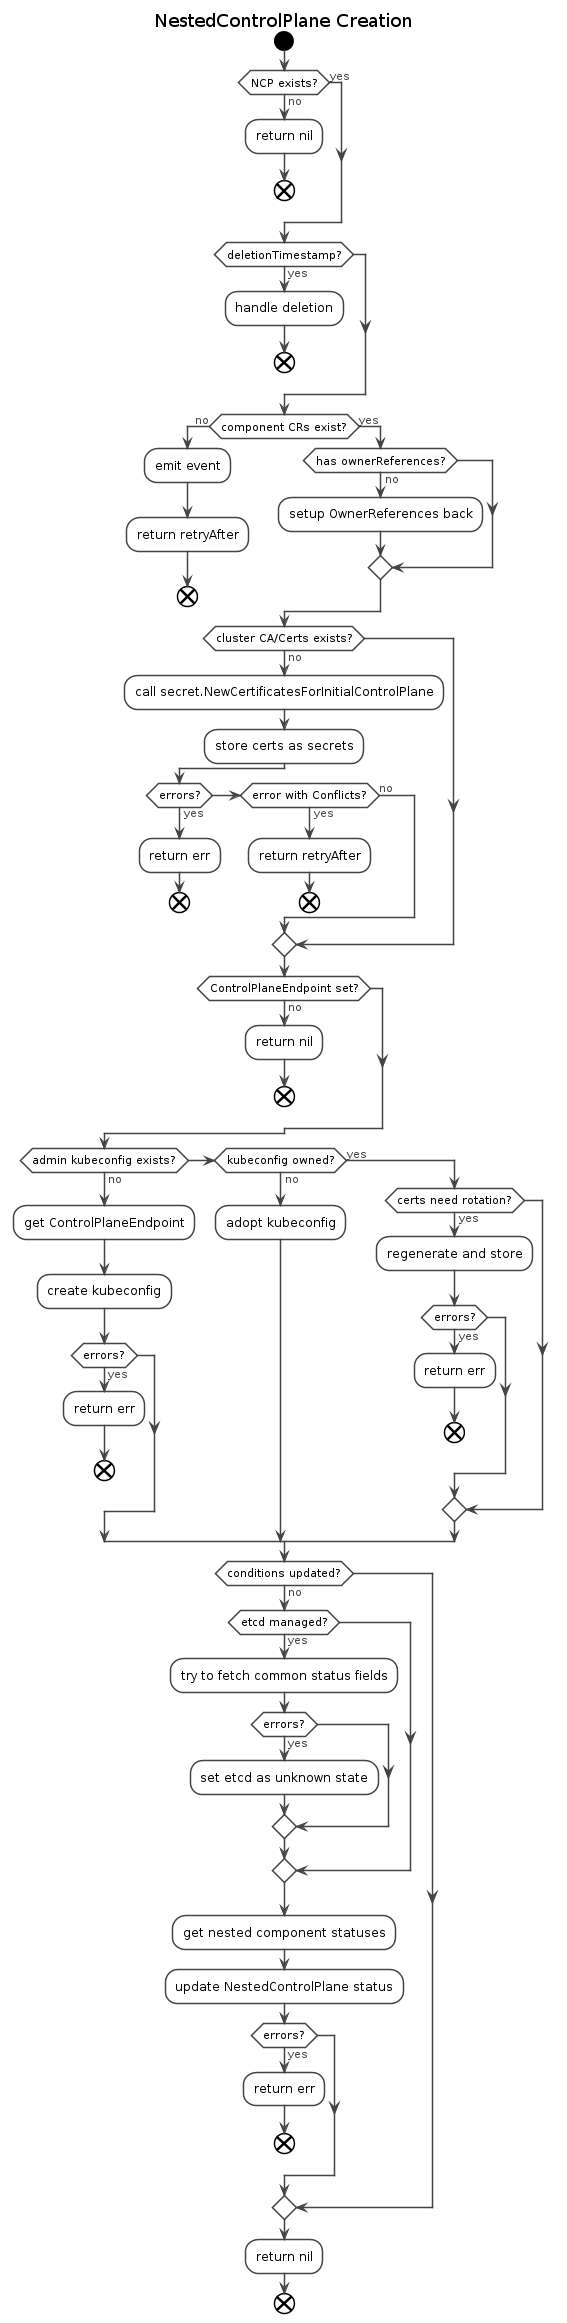 NestedControlPlane Creation
NCP exists?
yes
no
return nil
deletionTimestamp?
yes
handle deletion
no
component CRs exist?
yes
emit event
return retryAfter
has ownerReferences?
no
setup OwnerReferences back
cluster CA/Certs exists?
no
call secret.NewCertificatesForInitialControlPlane
store certs as secrets
errors?
yes
return err
error with Conflicts?
no
yes
return retryAfter
ControlPlaneEndpoint set?
no
return nil
admin kubeconfig exists?
no
get ControlPlaneEndpoint
create kubeconfig
errors?
yes
return err
kubeconfig owned?
yes
no
adopt kubeconfig
certs need rotation?
yes
regenerate and store
errors?
yes
return err
conditions updated?
no
etcd managed?
yes
try to fetch common status fields
errors?
yes
set etcd as unknown state
get nested component statuses
update NestedControlPlane status
errors?
yes
return err
return nil